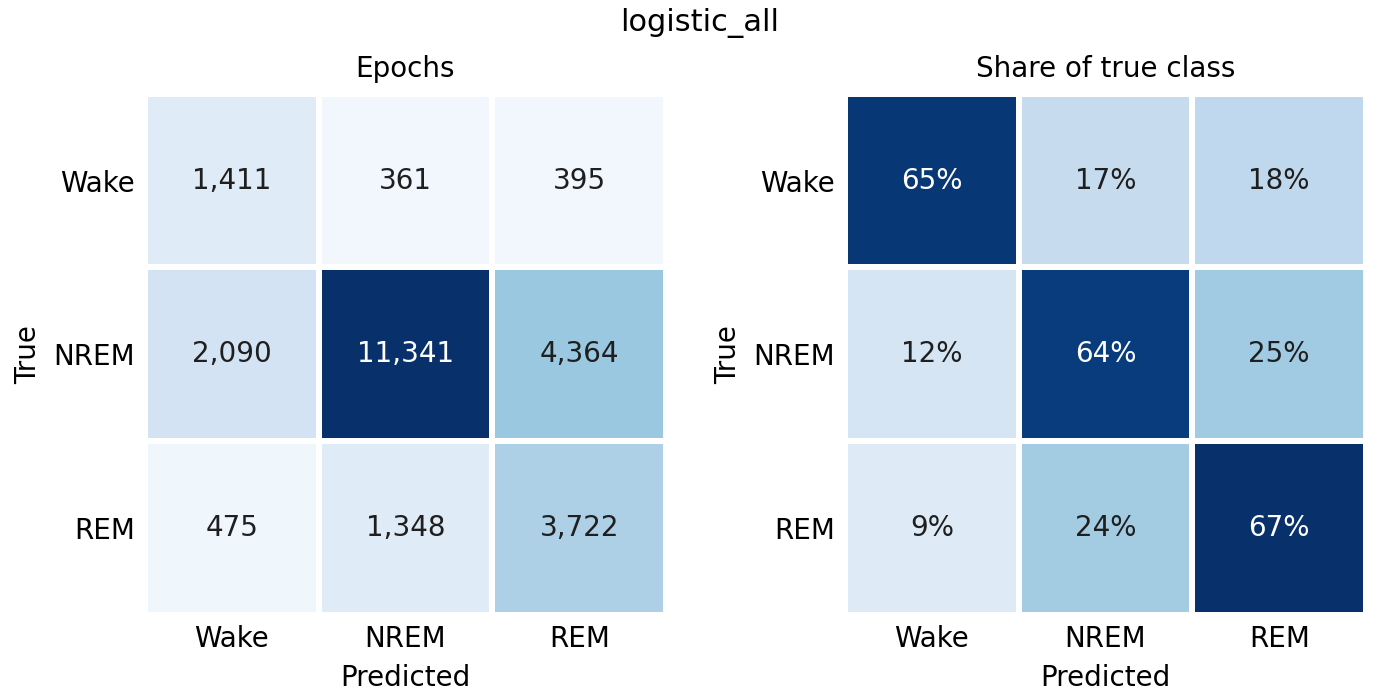 logistic_all
Epochs
Share of true class
Wake 1,411 361 395
Wake 65% 17% 18%
True
NREM 2,090 11,341 4,364
True
NREM 12% 64% 25%
REM 475 1,348 3,722
REM 9% 24% 67%
Wake NREM REM
Wake NREM REM
Predicted
Predicted